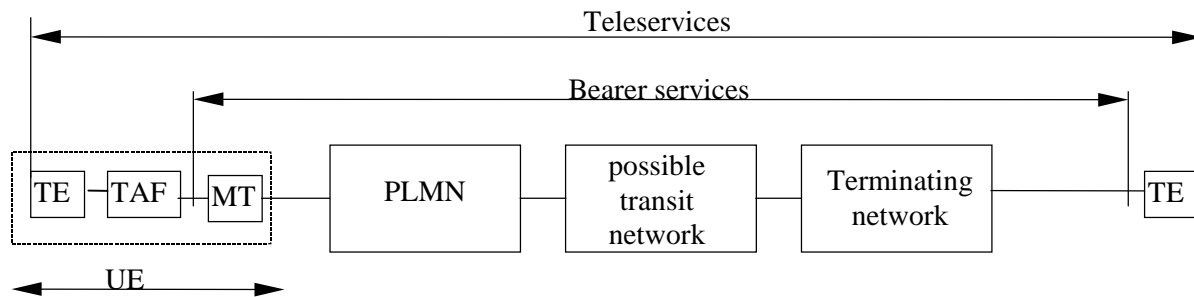 Teleservices
Bearer services
TE
TAF
MT
PLMN
possible
transit
network
Terminating
network
TE
UE